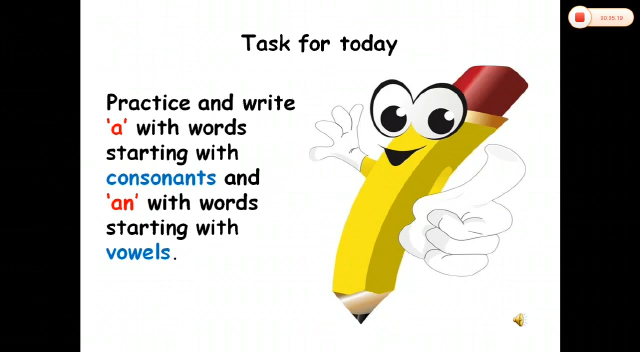 Task for today
Practice and write
‘a’ with words
starting with
consonants and
‘an’ with words
starting with
vowels.